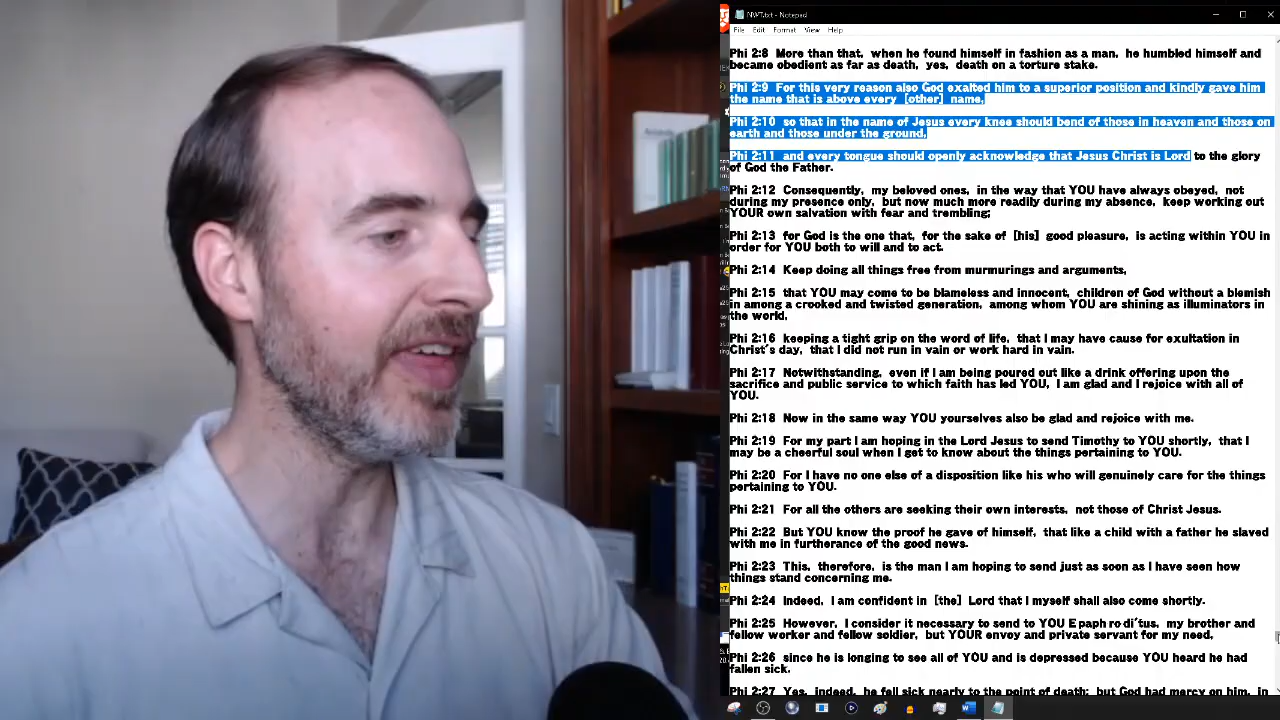 NWT.txt - Notepad
File Edit Format View Help
Phi 2:8 More than that, when he found himself in fashion as a man, he humbled himself and
became obedient as far as death, yes, death on a torture stake.
Phi 2:9 For this very reason also God exalted him to a superior position and kindly gave him
the name that is above every [other] name,
Phi 2:10 so that in the name of Jesus every knee should bend of those in heaven and those on
earth and those under the ground,
Phi 2:11 and every tongue should openly acknowledge that Jesus Christ is Lord to the glory
of God the Father.
Phi 2:12 Consequently, my beloved ones, in the way that YOU have always obeyed, not
during my presence only, but now much more readily during my absence, keep working out
YOUR own salvation with fear and trembling;
Phi 2:13 for God is the one that, for the sake of [his] good pleasure, is acting within YOU in
order for YOU both to will and to act.
Phi 2:14 Keep doing all things free from murmurings and arguments,
Phi 2:15 that YOU may come to be blameless and innocent, children of God without a blemish
in among a crooked and twisted generation, among whom YOU are shining as illuminators in
the world,
Phi 2:16 keeping a tight grip on the word of life, that I may have cause for exultation in
Christ's day, that I did not run in vain or work hard in vain.
Phi 2:17 Notwithstanding, even if I am being poured out like a drink offering upon the
sacrifice and public service to which faith has led YOU, I am glad and I rejoice with all of
YOU.
Phi 2:18 Now in the same way YOU yourselves also be glad and rejoice with me.
Phi 2:19 For my part I am hoping in the Lord Jesus to send Timothy to YOU shortly, that I
may be a cheerful soul when I get to know about the things pertaining to YOU.
Phi 2:20 For I have no one else of a disposition like his who will genuinely care for the things
pertaining to YOU.
Phi 2:21 For all the others are seeking their own interests, not those of Christ Jesus.
Phi 2:22 But YOU know the proof he gave of himself, that like a child with a father he slaved
with me in furtherance of the good news.
Phi 2:23 This, therefore, is the man I am hoping to send just as soon as I have seen how
things stand concerning me.
Phi 2:24 Indeed, I am confident in [the] Lord that I myself shall also come shortly.
Phi 2:25 However, I consider it necessary to send to YOU E paph ro di´tus, my brother and
fellow worker and fellow soldier, but YOUR envoy and private servant for my need,
Phi 2:26 since he is longing to see all of YOU and is depressed because YOU heard he had
fallen sick.
Phi 2:27 Yes, indeed, he fell sick nearly to the point of death; but God had mercy on him, in